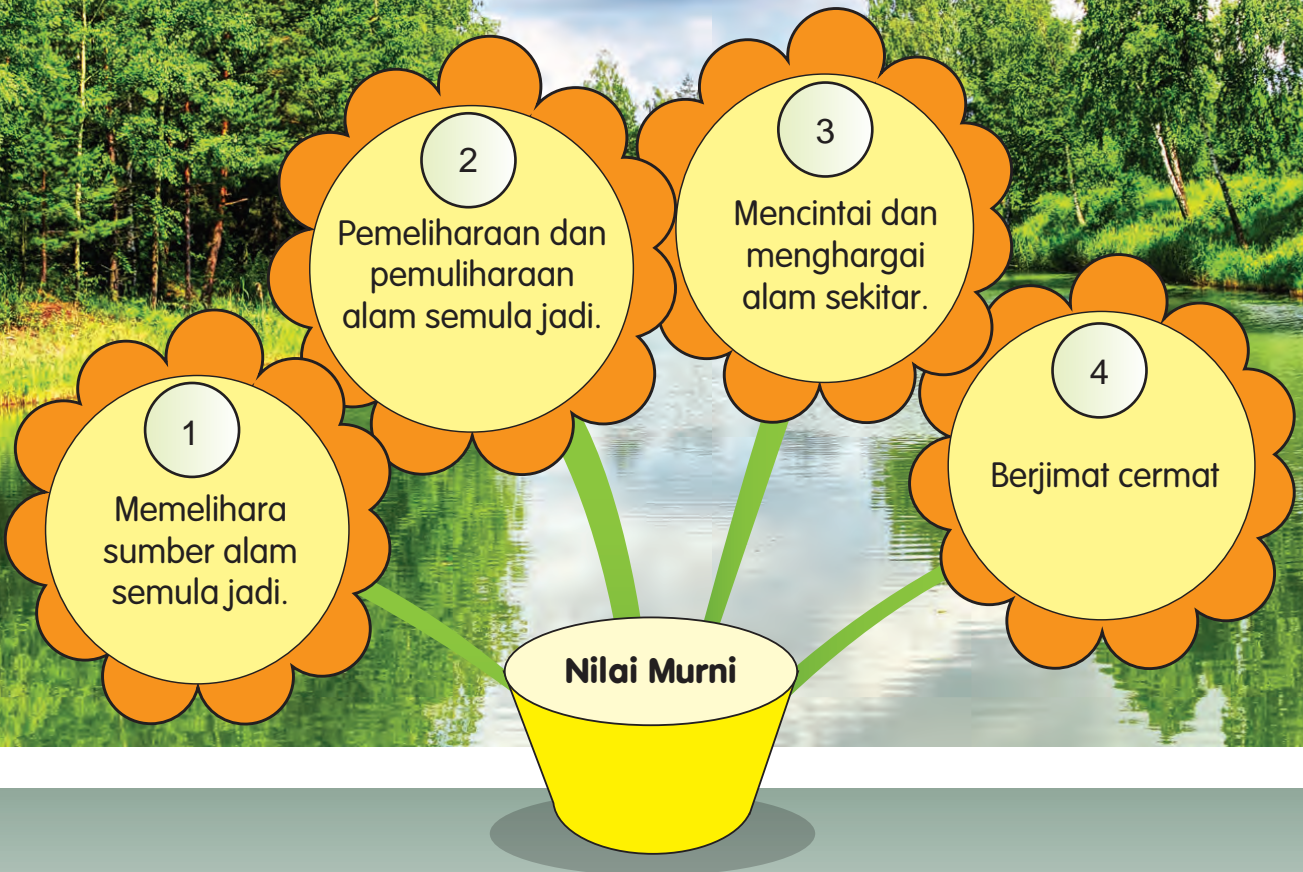 1
Memelihara
sumber alam
semula jadi.
2
Pemeliharaan dan
pemuliharaan
alam semula jadi.
3
Mencintai dan
menghargai
alam sekitar.
4
Berjimat cermat
Nilai Murni